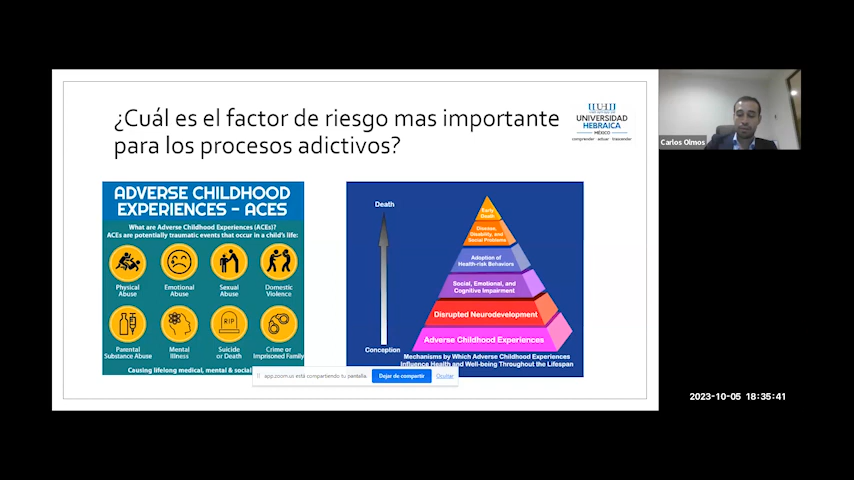 ¿Cuál es el factor de riesgo mas importante
para los procesos adictivos?
UHJ
UNIVERSIDAD
HEBRAICA
MÉXICO
comprender actuar trascender
Carlos Olmos
ADVERSE CHILDHOOD
EXPERIENCES - ACES
What are Adverse Childhood Experiences (ACEs)?
ACEs are potentially traumatic events that occur in a child's life:
Physical
Abuse
Emotional
Abuse
Sexual
Abuse
Domestic
Violence
Parental
Substance Abuse
Mental
Illness
RIP
Suicide
or Death
Crime or
Imprisoned Family
Causing lifelong medical, mental & social
Death
Conception
Early
Death
Disease,
Disability, and
Social Problems
Adoption of
Health-risk Behaviors
Social, Emotional, and
Cognitive Impairment
Disrupted Neurodevelopment
Adverse Childhood Experiences
Mechanisms by Which Adverse Childhood Experiences
Influence Health and Well-being Throughout the Lifespan
app.zoom.us está compartiendo tu pantalla.
Dejar de compartir
Ocultar
2023-10-05 18:35:41